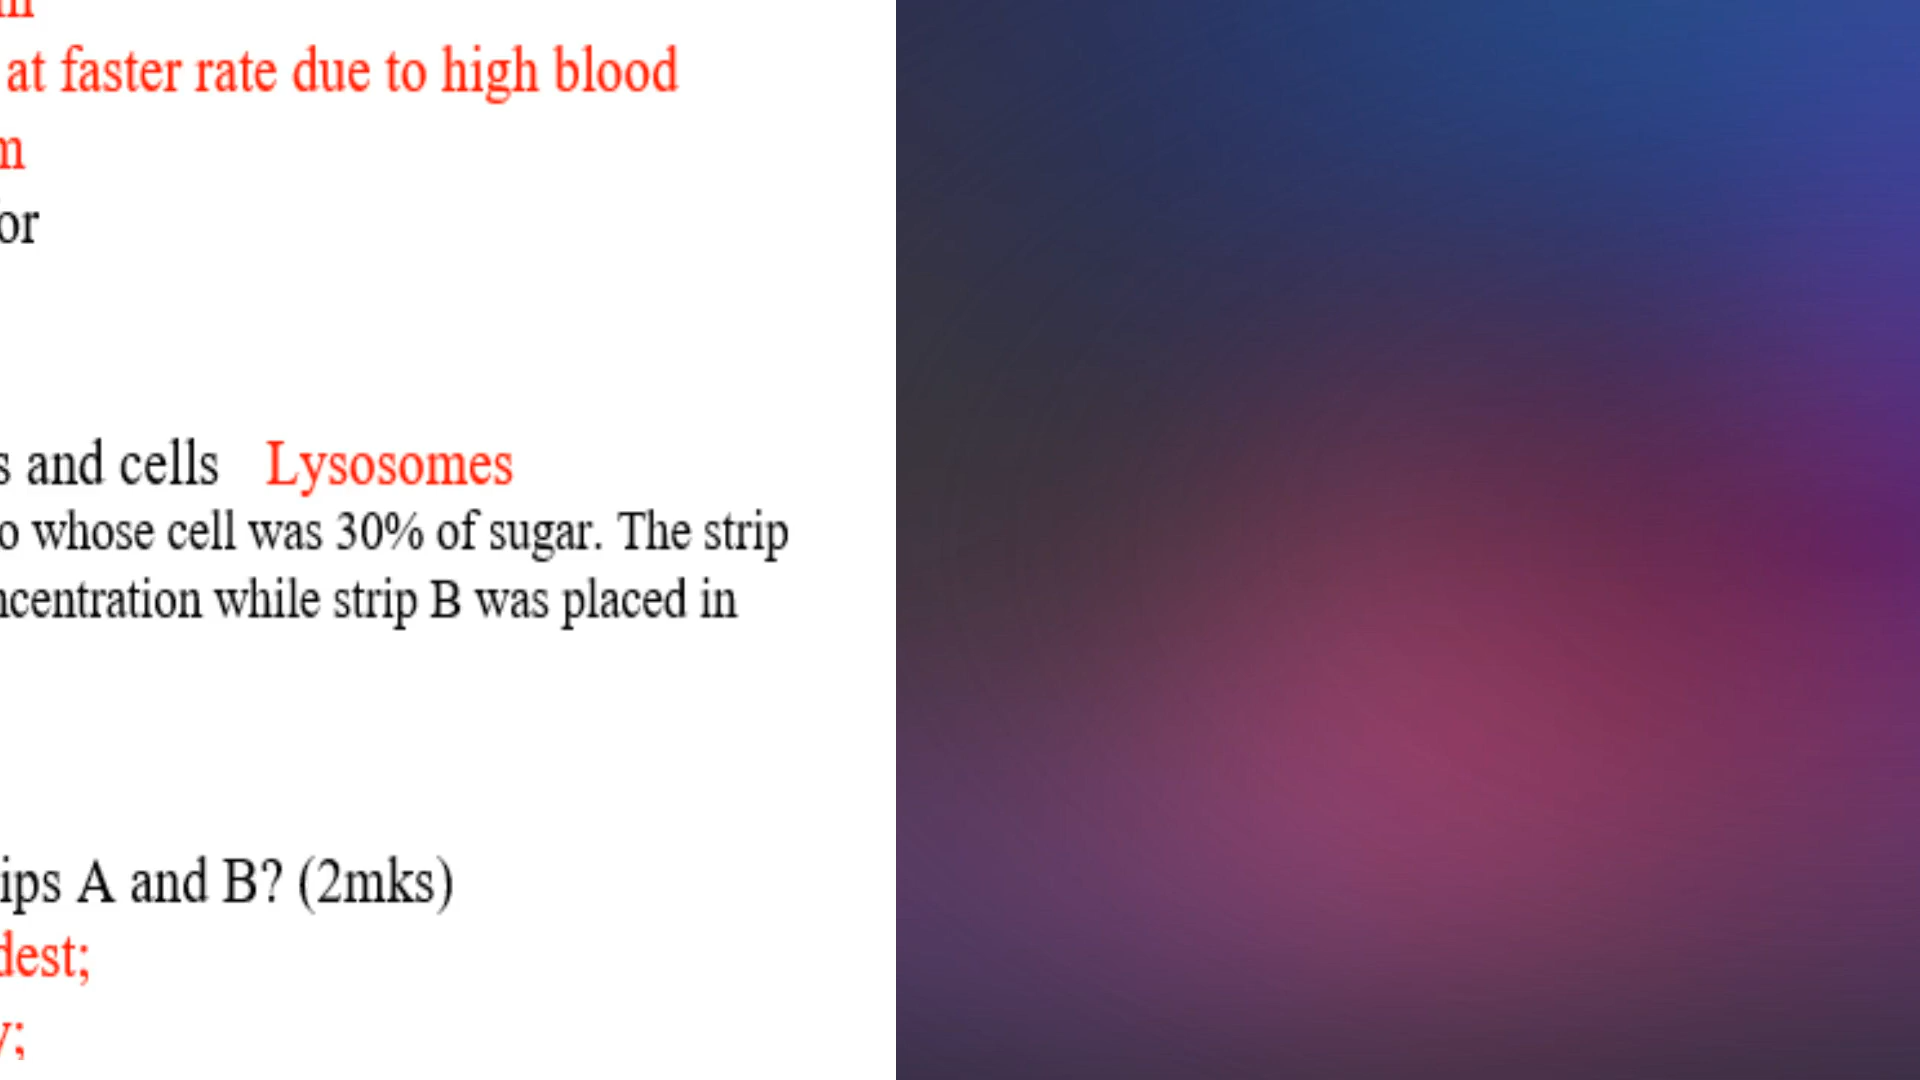 at faster rate due to high blood
m
or
s and cells Lysosomes
o whose cell was 30% of sugar. The strip
ncentration while strip B was placed in
ips A and B? (2mks)
dest;
y;